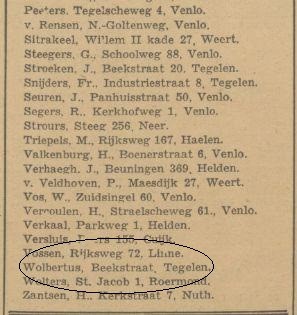 Peeters. Tegelscheweg 4, Venlo.
v. Rensen, N.-Goltenweg, Venlo.
Sitrakeel, Willem II kade 27, Weert.
Steegers, G., Schoolweg 88, Venlo.
Stroeken, J., Beekstraat 20, Tegelen.
Snijders, Fr., Industriestraat 8, Tegelen.
Seuren, J., Panhuisstraat 50, Venlo.
Segers, R., Kerkhofweg 1, Venlo.
Strours, Steeg 256, Neer.
Triepels, M., Rijksweg 167, Haelen.
Valkenburg, H., Boenerstraat 6, Venlo.
Verhaegh, J., Beuningen 369, Helden.
v. Veldhoven, P., Maesdijk 27, Weert.
Vos, W., Zuidsingel 60, Venlo.
Vermoulen, H., Straelscheweg 61., Venlo.
Verkaal, Parkweg 1, Helden.
Versluis, 155, Cuijk.
Vossen, Rijksweg 72, Linne.
Wolbertus, Beekstraat, Tegelen.
Wolters, St. Jacob 1, Roermond.
Zantsen, H., Kerkstraat 7, Nuth.